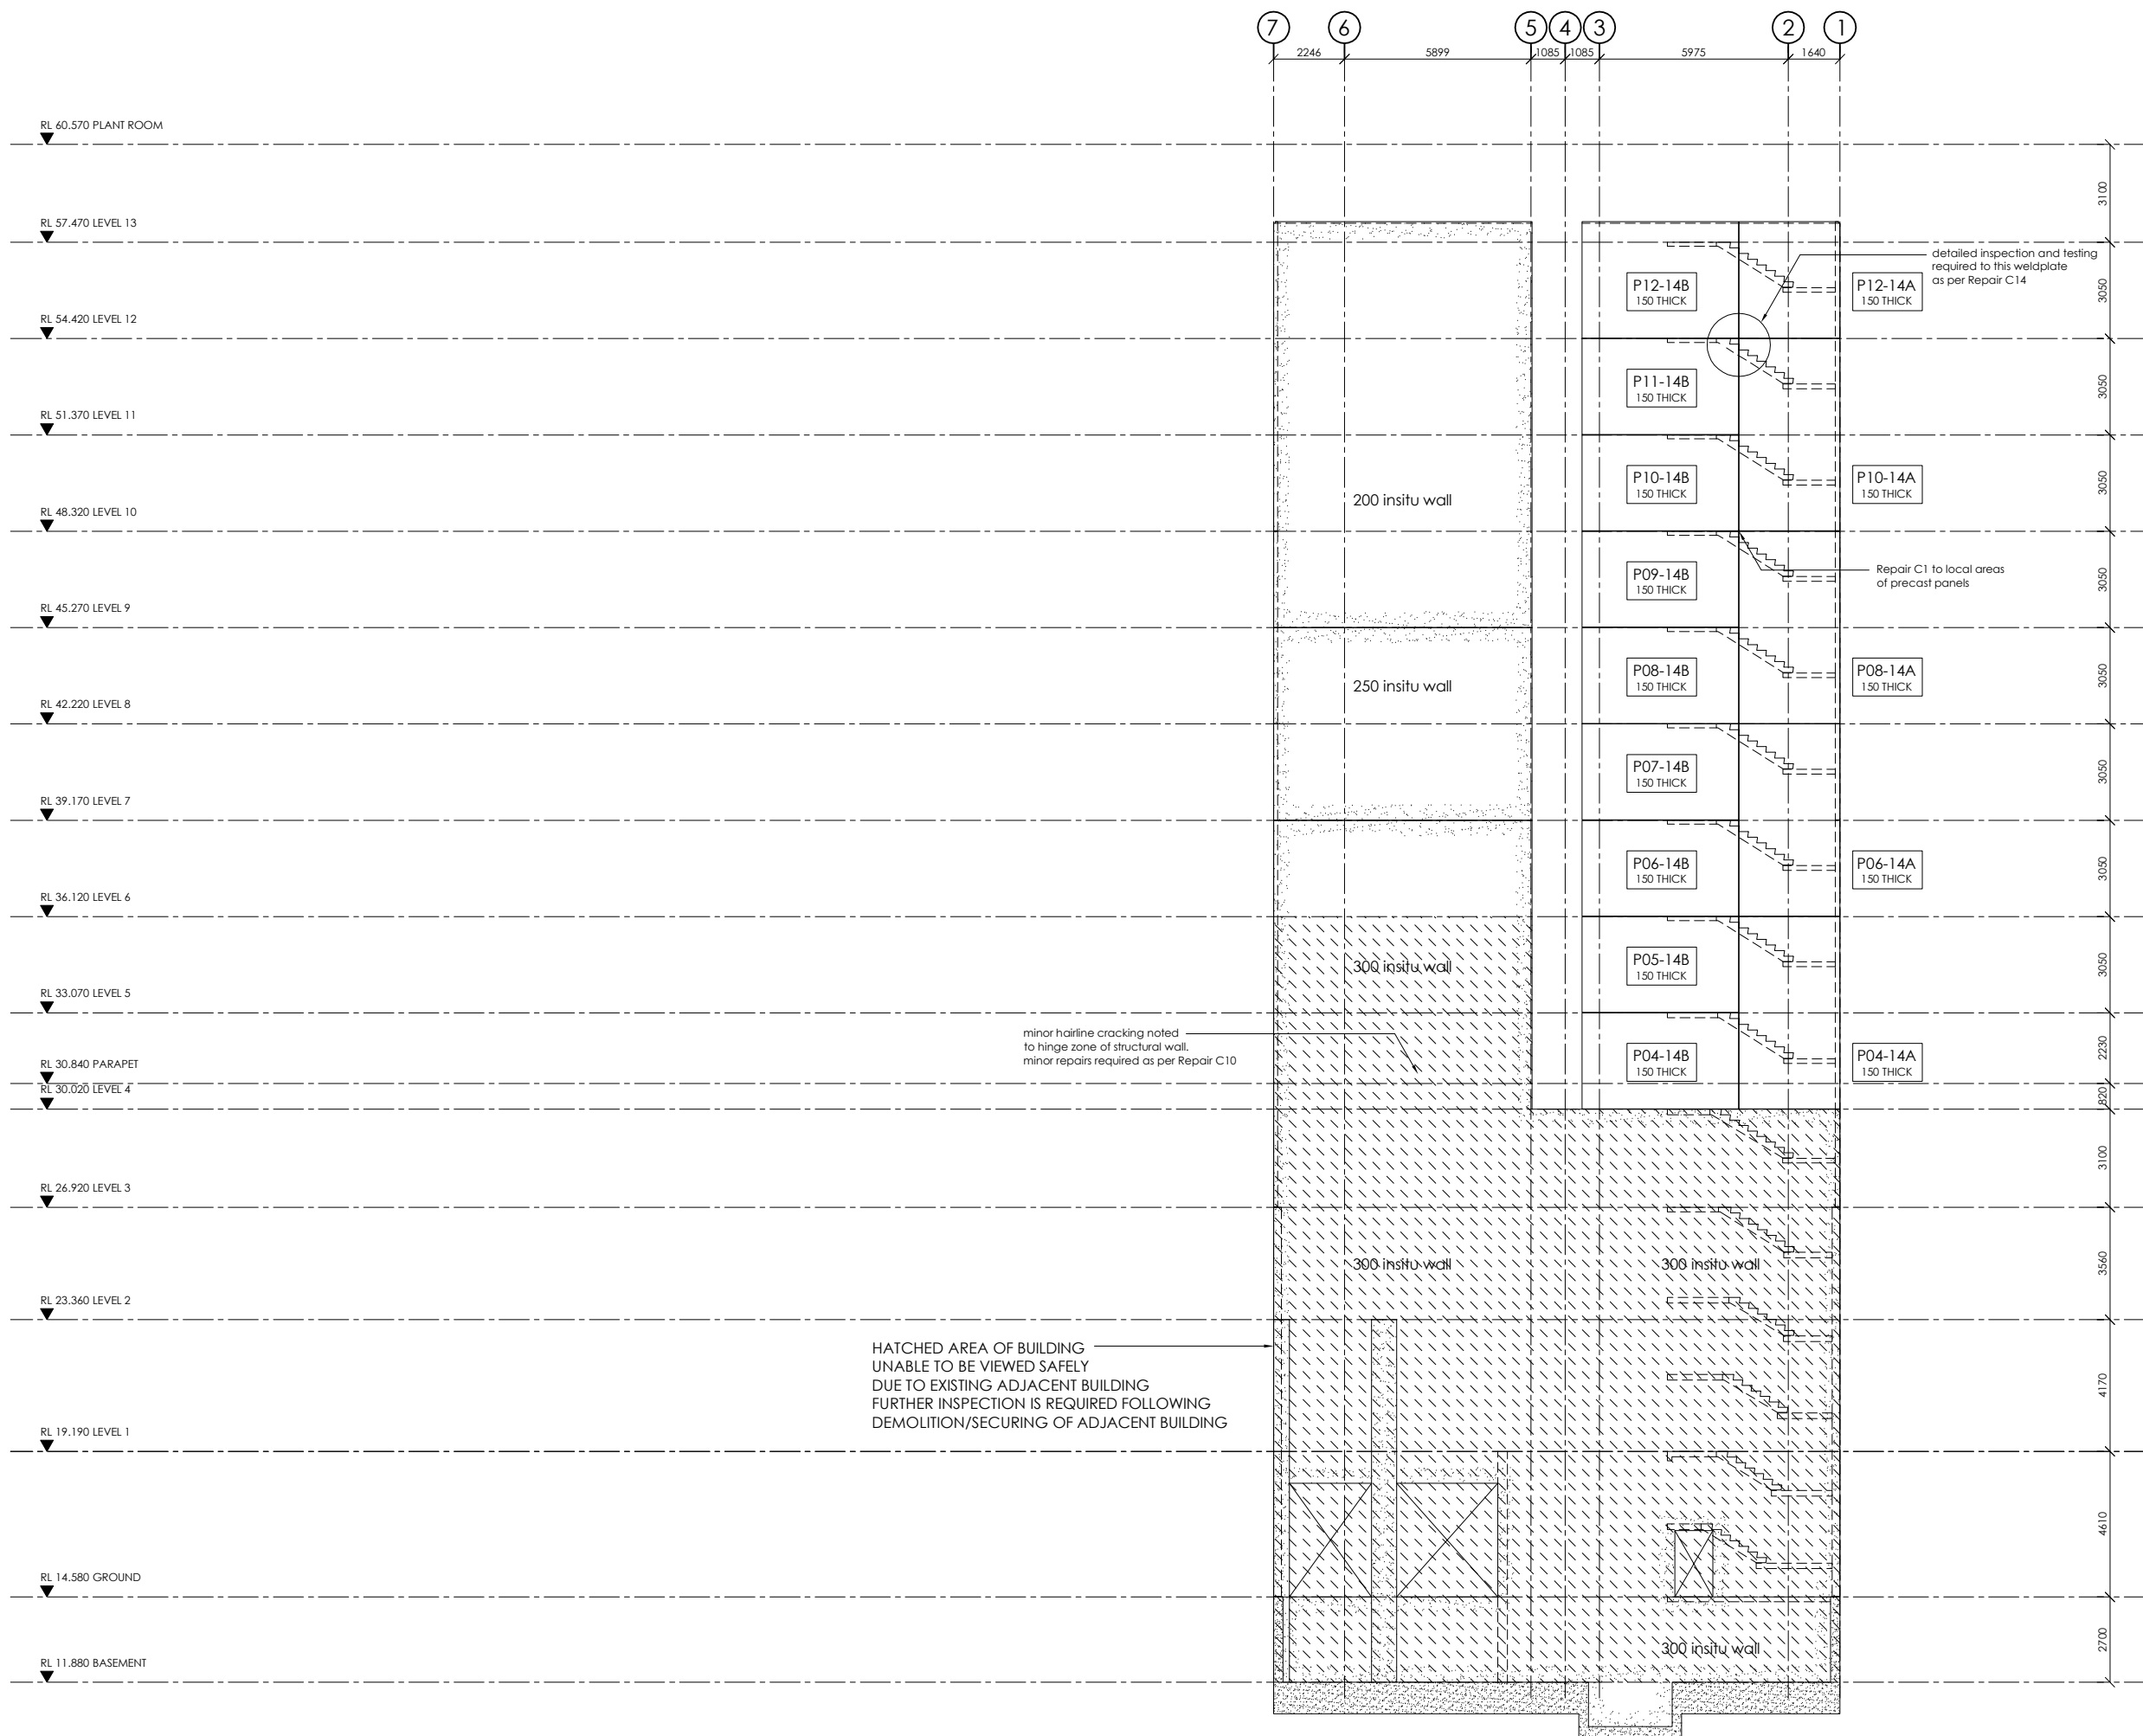 7 6 5 4 3 2 1
2246 5899 1085 1085 5975 1640
RL 60.570 PLANT ROOM
3100
RL 57.470 LEVEL 13
detailed inspection and testing
required to this weldplate
as per Repair C14
P12-14B
150 THICK
P12-14A
150 THICK
3050
RL 54.420 LEVEL 12
P11-14B
150 THICK
3050
RL 51.370 LEVEL 11
200 insitu wall
P10-14B
150 THICK
P10-14A
150 THICK
3050
RL 48.320 LEVEL 10
Repair C1 to local areas
of precast panels
P09-14B
150 THICK
3050
RL 45.270 LEVEL 9
250 insitu wall
P08-14B
150 THICK
P08-14A
150 THICK
3050
RL 42.220 LEVEL 8
P07-14B
150 THICK
3050
RL 39.170 LEVEL 7
P06-14B
150 THICK
P06-14A
150 THICK
3050
RL 36.120 LEVEL 6
300 insitu wall
P05-14B
150 THICK
3050
RL 33.070 LEVEL 5
minor hairline cracking noted
to hinge zone of structural wall.
minor repairs required as per Repair C10
P04-14B
150 THICK
P04-14A
150 THICK
2230
RL 30.840 PARAPET
820
RL 30.020 LEVEL 4
3100
RL 26.920 LEVEL 3
300 insitu wall
300 insitu wall
3560
RL 23.360 LEVEL 2
HATCHED AREA OF BUILDING
UNABLE TO BE VIEWED SAFELY
DUE TO EXISTING ADJACENT BUILDING
FURTHER INSPECTION IS REQUIRED FOLLOWING
DEMOLITION/SECURING OF ADJACENT BUILDING
4170
RL 19.190 LEVEL 1
4610
RL 14.580 GROUND
300 insitu wall
2700
RL 11.880 BASEMENT